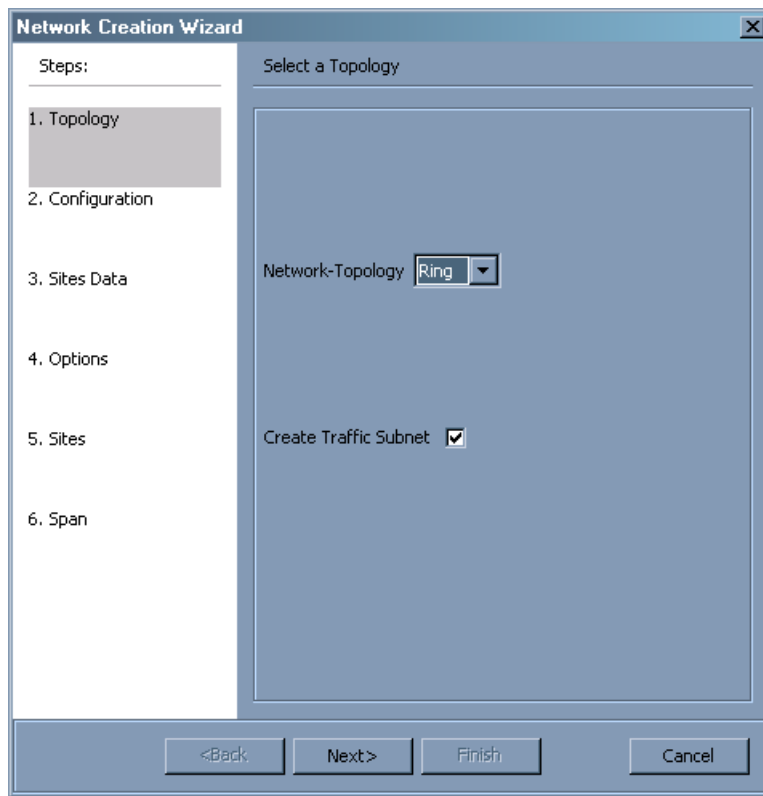 Network Creation Wizard
Steps:
1. Topology
2. Configuration
3. Sites Data
4. Options
5. Sites
6. Span
Select a Topology
Network-Topology Ring
Create Traffic Subnet
<Back Next> Finish Cancel